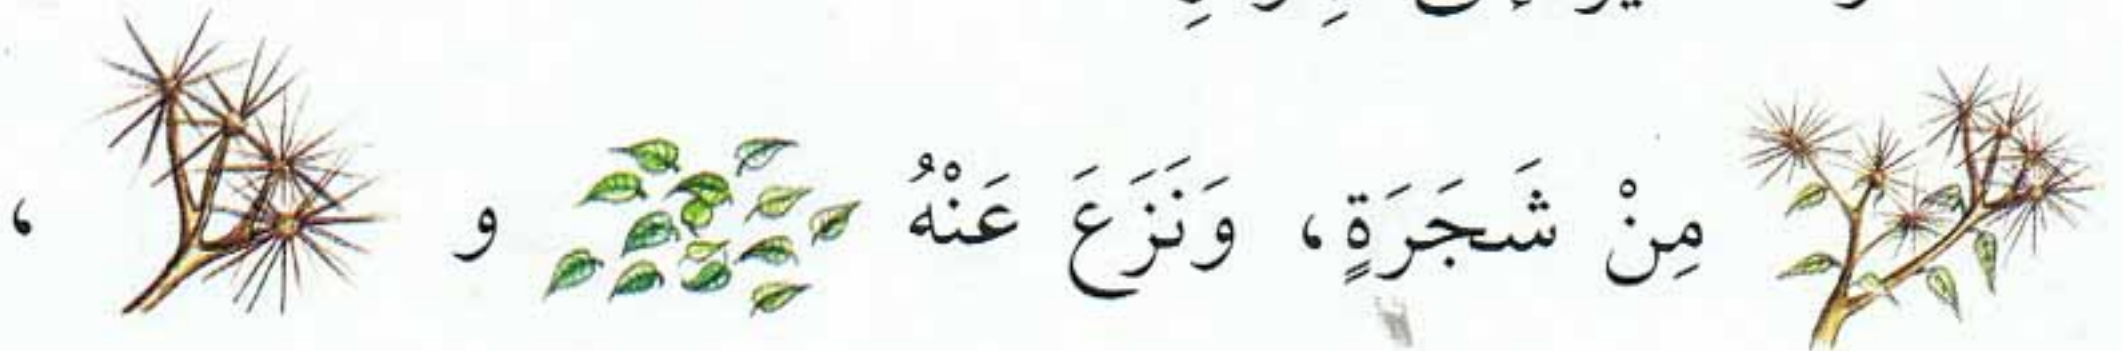 مِنْ شَجَرَةٍ، وَنَزَعَ عَنْهُ و ،